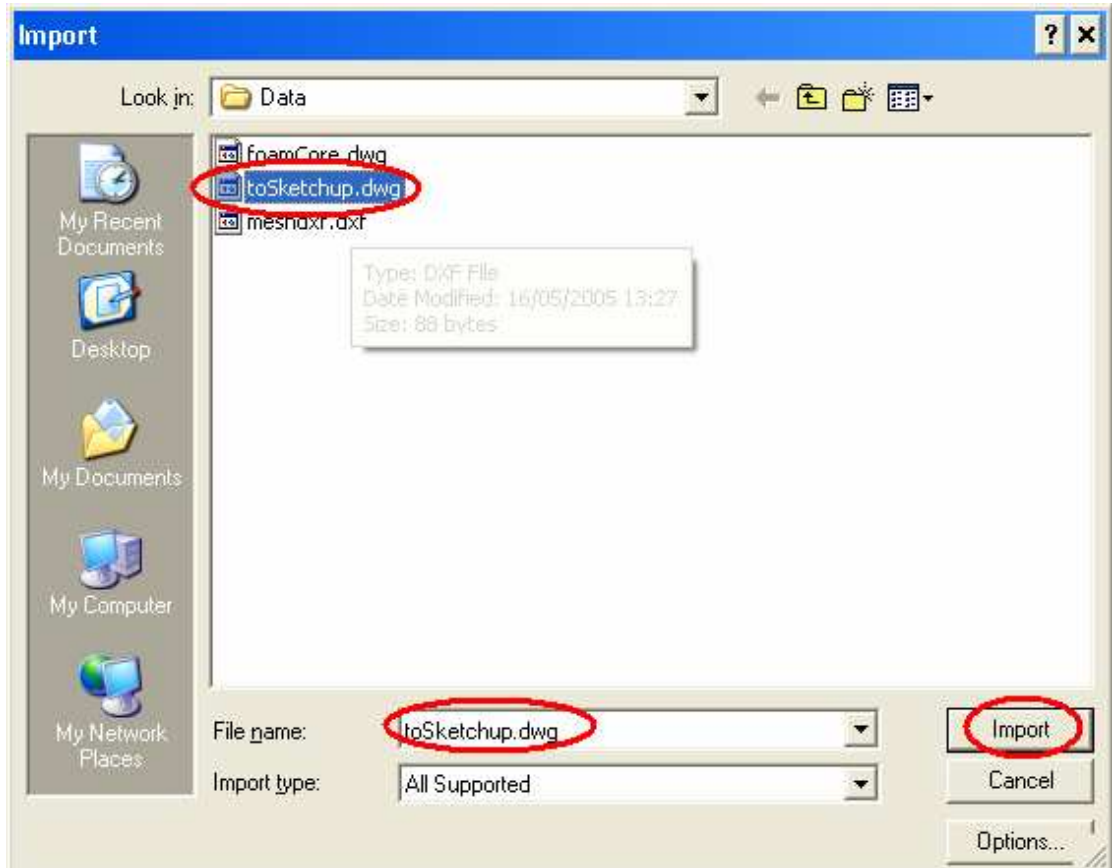 Import
Look in: Data
foamCore.dwg
toSketchup.dwg
meshdxf.dxf
Type: DXF File
Date Modified: 16/05/2005 13:27
Size: 88 bytes
My Recent
Documents
Desktop
My Documents
My Computer
My Network
Places
File name: toSketchup.dwg Import
Import type: All Supported Cancel
Options...